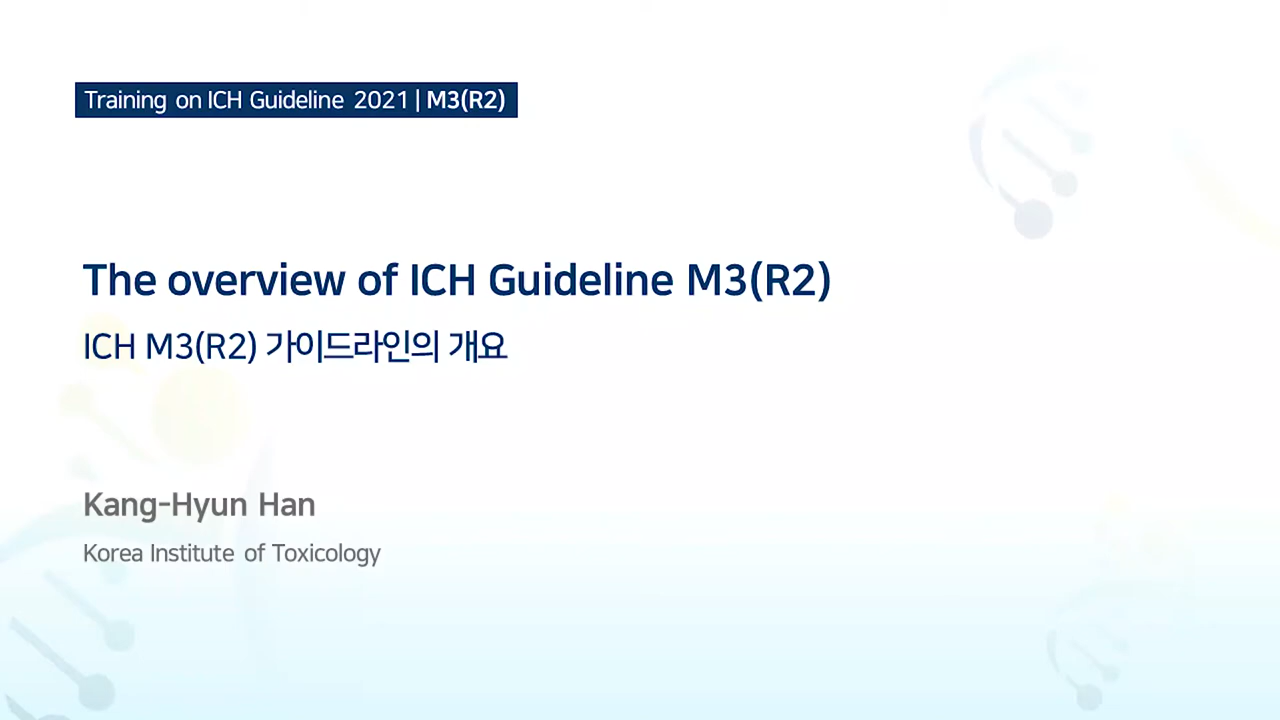 Training on ICH Guideline 2021 | M3(R2)
The overview of ICH Guideline M3(R2)
ICH M3(R2) 가이드라인의 개요
Kang-Hyun Han
Korea Institute of Toxicology